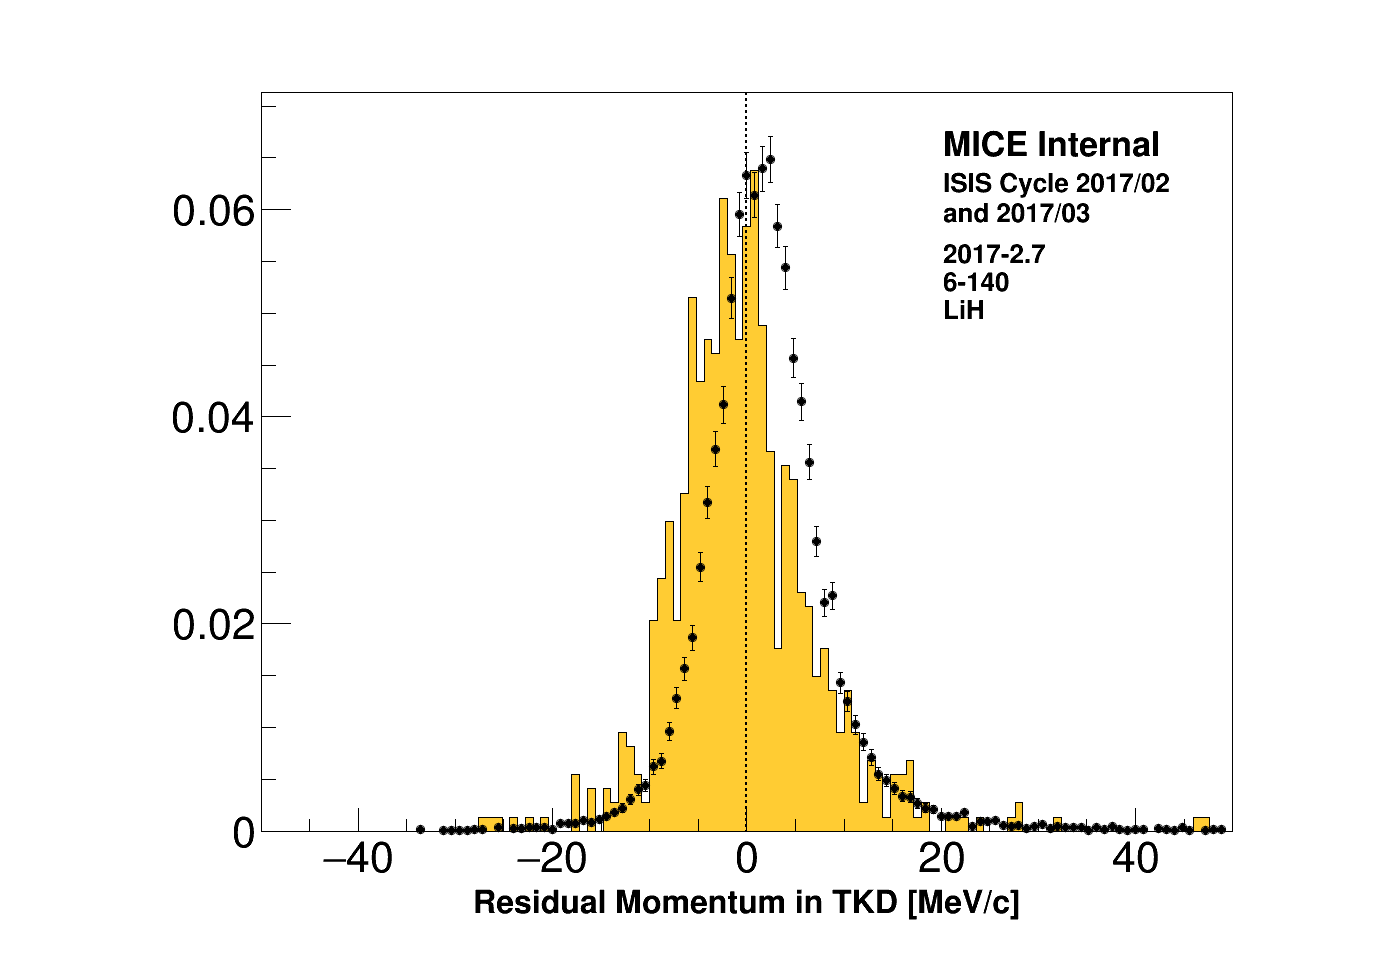 MICE Internal
ISIS Cycle 2017/02
and 2017/03
2017-2.7
6-140
LiH
0.06
0.04
0.02
0
−40
−20
0
20
40
Residual Momentum in TKD [MeV/c]